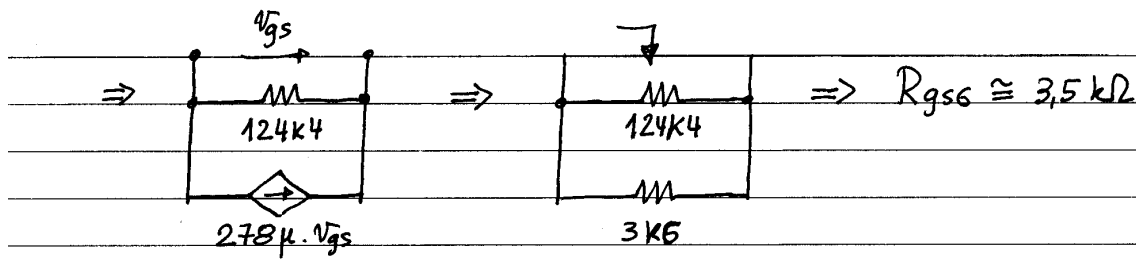 Vgs
⇒ 124K4 ⇒ 124K4 ⇒ Rgs6 ≅ 3,5 kΩ
278μ.Vgs 3K6